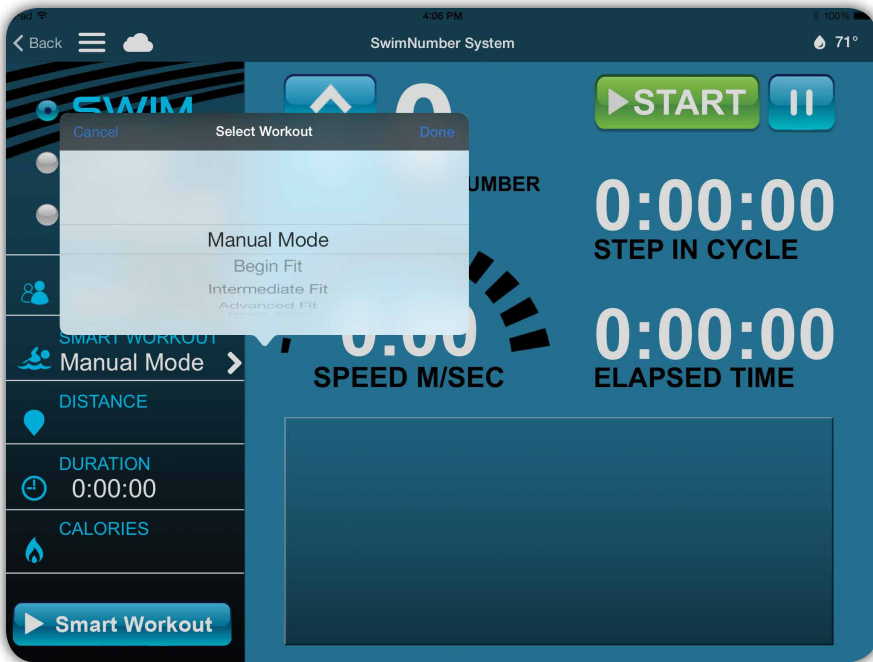 4:06 PM
100%
Back
SwimNumber System
71°
SWIM
START
Cancel
Select Workout
Done
UMBER
0:00:00
STEP IN CYCLE
Manual Mode
Begin Fit
Intermediate Fit
Advanced Fit
SMART WORKOUT
Manual Mode
0.00
SPEED M/SEC
0:00:00
ELAPSED TIME
DISTANCE
DURATION
0:00:00
CALORIES
Smart Workout